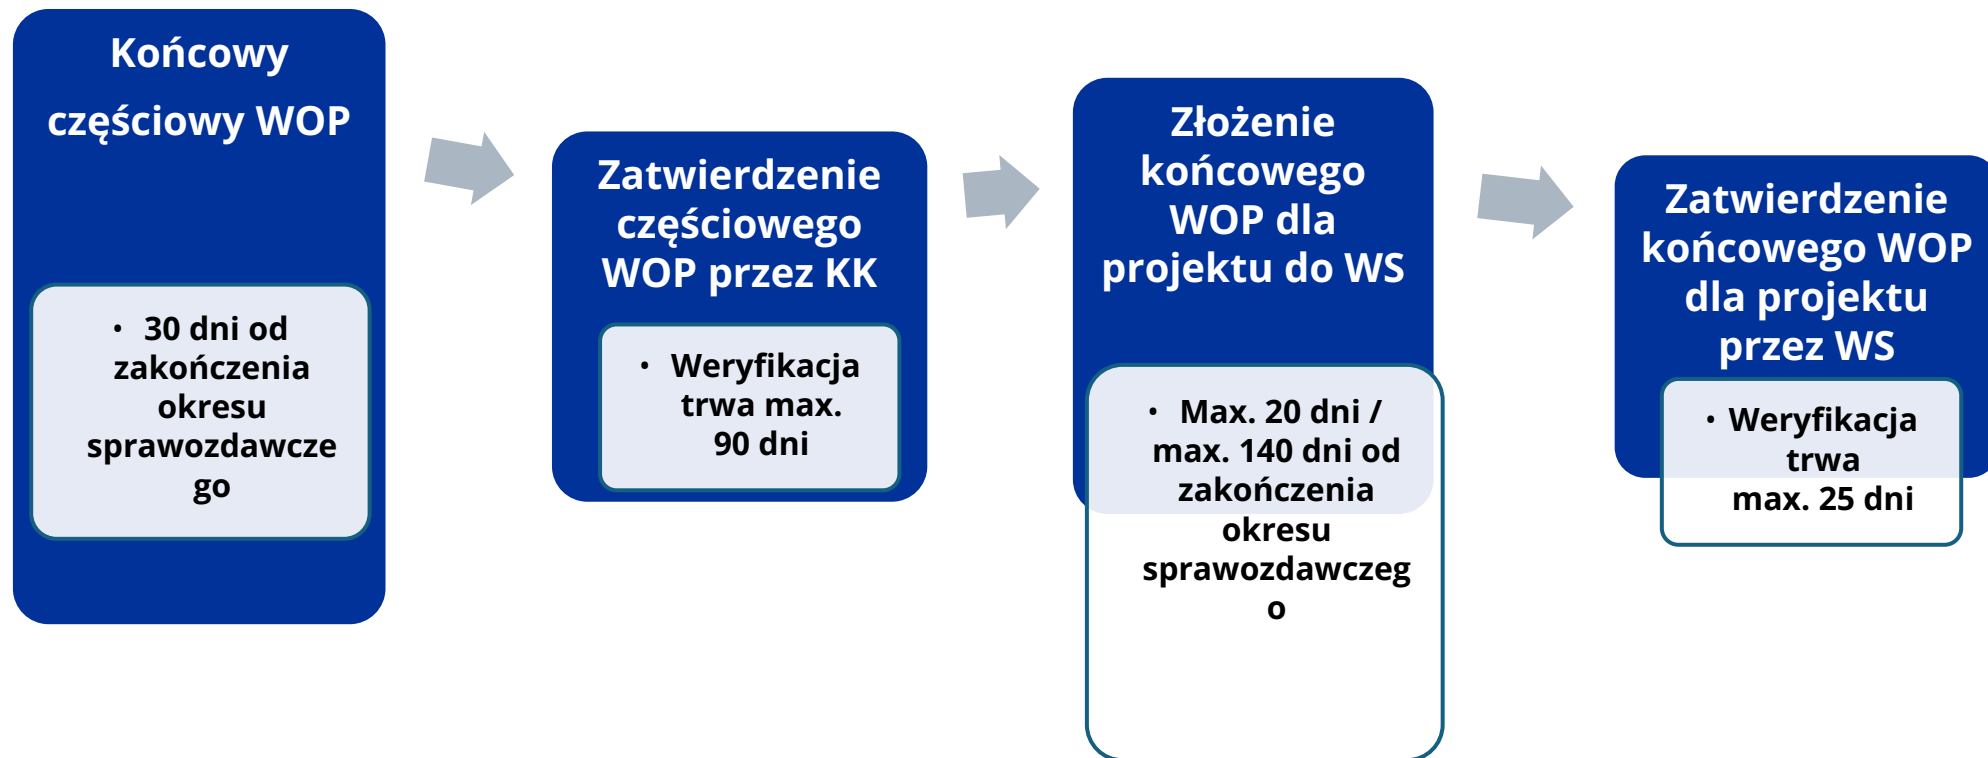 Końcowy
częściowy WOP
• 30 dni od
zakończenia
okresu
sprawozdawcze
go
Zatwierdzenie
częściowego
WOP przez KK
• Weryfikacja
trwa max.
90 dni
Złożenie
końcowego
WOP dla
projektu do WS
• Max. 20 dni /
max. 140 dni od
zakończenia
okresu
sprawozdawczeg
o
Zatwierdzenie
końcowego WOP
dla projektu
przez WS
• Weryfikacja
trwa
max. 25 dni